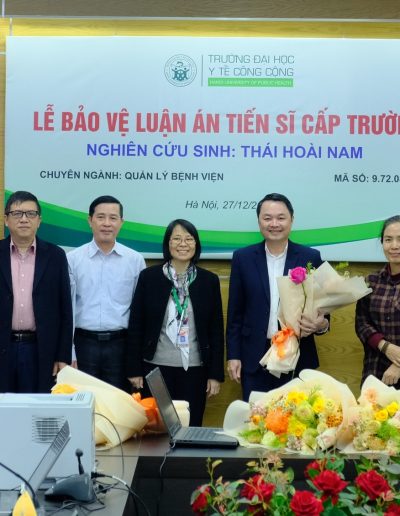 TRƯỜNG ĐẠI HỌC
Y TẾ CÔNG CỘNG
HANOI UNIVERSITY OF PUBLIC HEALTH
LỄ BẢO VỆ LUẬN ÁN TIẾN SĨ CẤP TRƯỜ
NGHIÊN CỨU SINH: THÁI HOÀI NAM
CHUYÊN NGÀNH: QUẢN LÝ BỆNH VIỆN
MÃ SỐ: 9.72.0
Hà Nội, 27/12/2